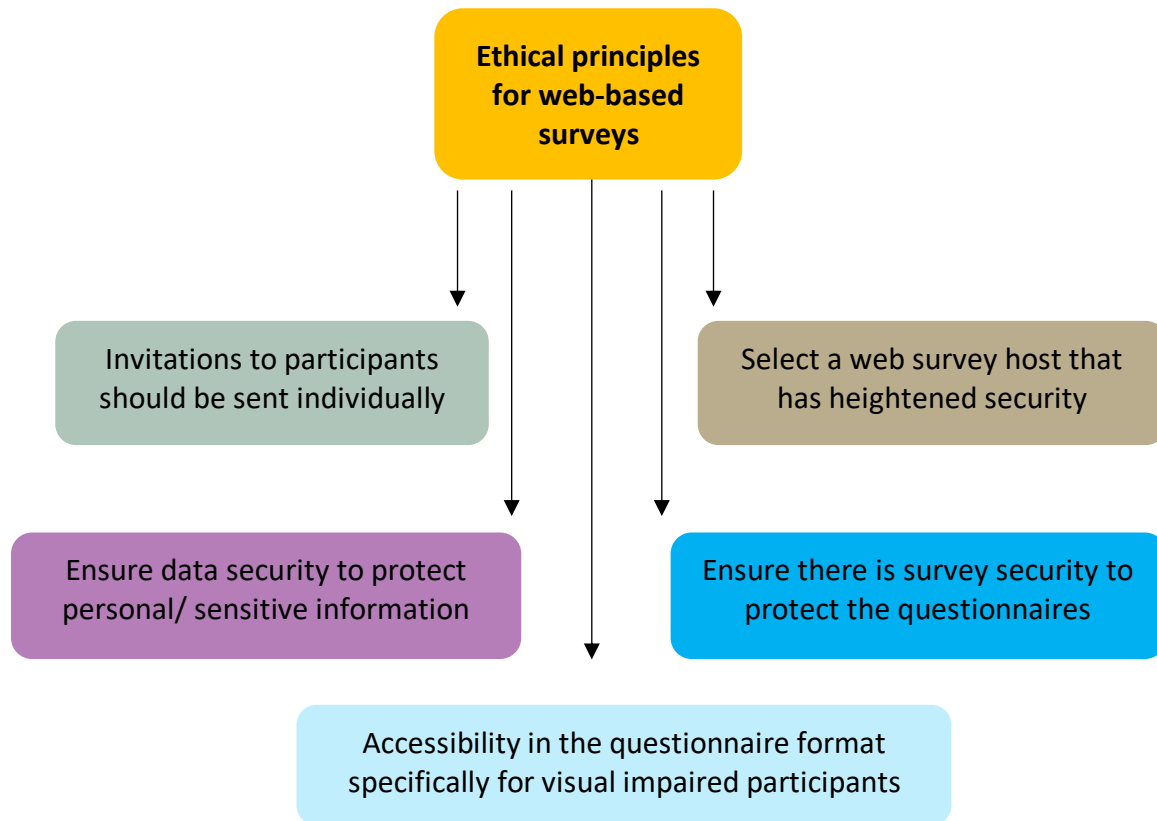 Ethical principles
for web-based
surveys
Invitations to participants
should be sent individually
Select a web survey host that
has heightened security
Ensure data security to protect
personal/ sensitive information
Ensure there is survey security to
protect the questionnaires
Accessibility in the questionnaire format
specifically for visual impaired participants